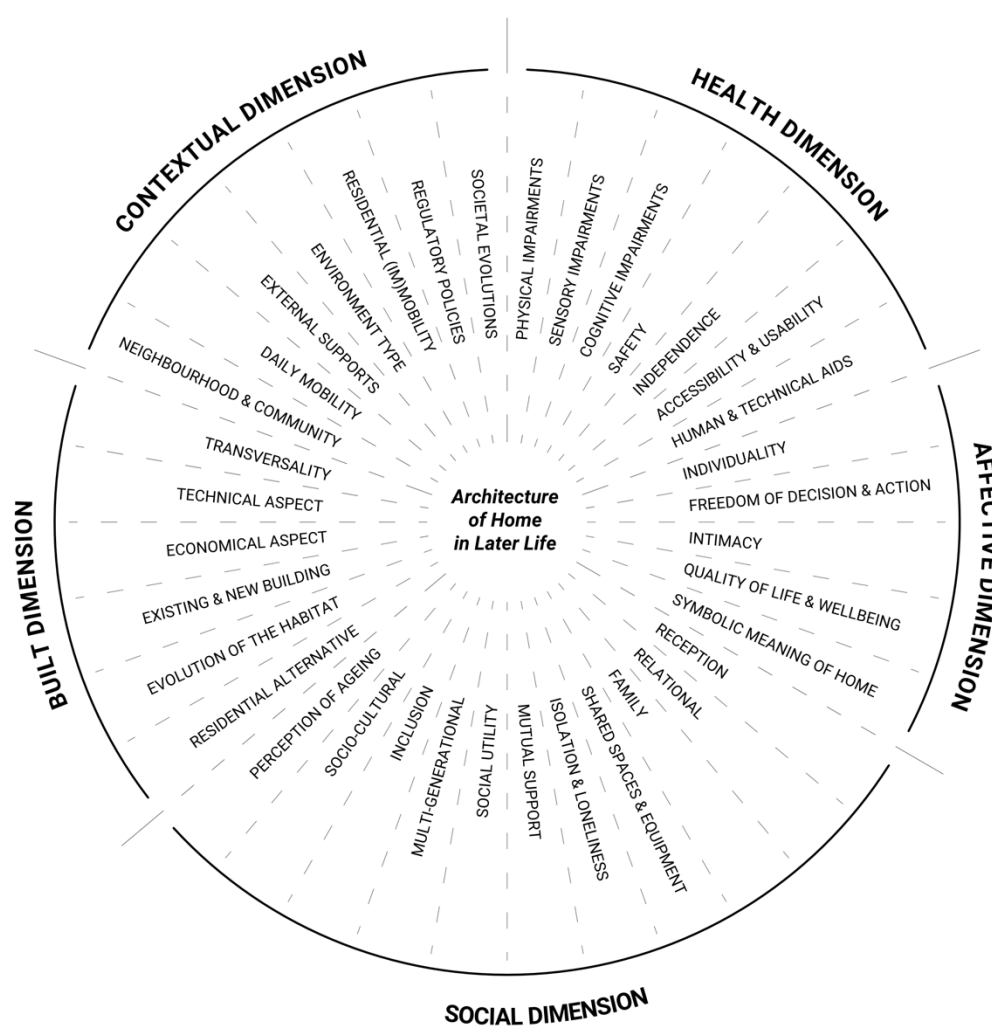 CONTEXTUAL DIMENSION
HEALTH DIMENSION
AFFECTIVE DIMENSION
SOCIAL DIMENSION
BUILT DIMENSION
Architecture
of Home
in Later Life
PHYSICAL IMPAIRMENTS
SENSORY IMPAIRMENTS
COGNITIVE IMPAIRMENTS
SAFETY
INDEPENDENCE
ACCESSIBILITY & USABILITY
HUMAN & TECHNICAL AIDS
INDIVIDUALITY
FREEDOM OF DECISION & ACTION
INTIMACY
QUALITY OF LIFE & WELLBEING
SYMBOLIC MEANING OF HOME
RECEPTION
RELATIONAL
FAMILY
SHARED SPACES & EQUIPMENT
ISOLATION & LONELINESS
MUTUAL SUPPORT
SOCIAL UTILITY
MULTI-GENERATIONAL
INCLUSION
SOCIO-CULTURAL
PERCEPTION OF AGEING
RESIDENTIAL ALTERNATIVE
EVOLUTION OF THE HABITAT
EXISTING & NEW BUILDING
ECONOMICAL ASPECT
TECHNICAL ASPECT
TRANSVERSALITY
NEIGHBOURHOOD & COMMUNITY
DAILY MOBILITY
EXTERNAL SUPPORTS
ENVIRONMENT TYPE
RESIDENTIAL (IM)MOBILITY
REGULATORY POLICIES
SOCIETAL EVOLUTIONS